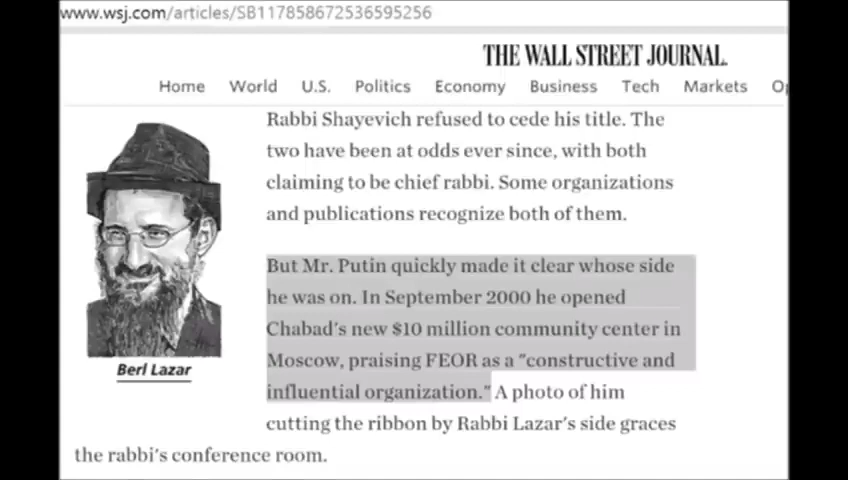 www.wsj.com/articles/SB117858672536595256
THE WALL STREET JOURNAL.
Home World U.S. Politics Economy Business Tech Markets
Rabbi Shayevich refused to cede his title. The
two have been at odds ever since, with both
claiming to be chief rabbi. Some organizations
and publications recognize both of them.
But Mr. Putin quickly made it clear whose side
he was on. In September 2000 he opened
Chabad's new $10 million community center in
Moscow, praising FEOR as a "constructive and
influential organization." A photo of him
cutting the ribbon by Rabbi Lazar's side graces
the rabbi's conference room.
Berl Lazar